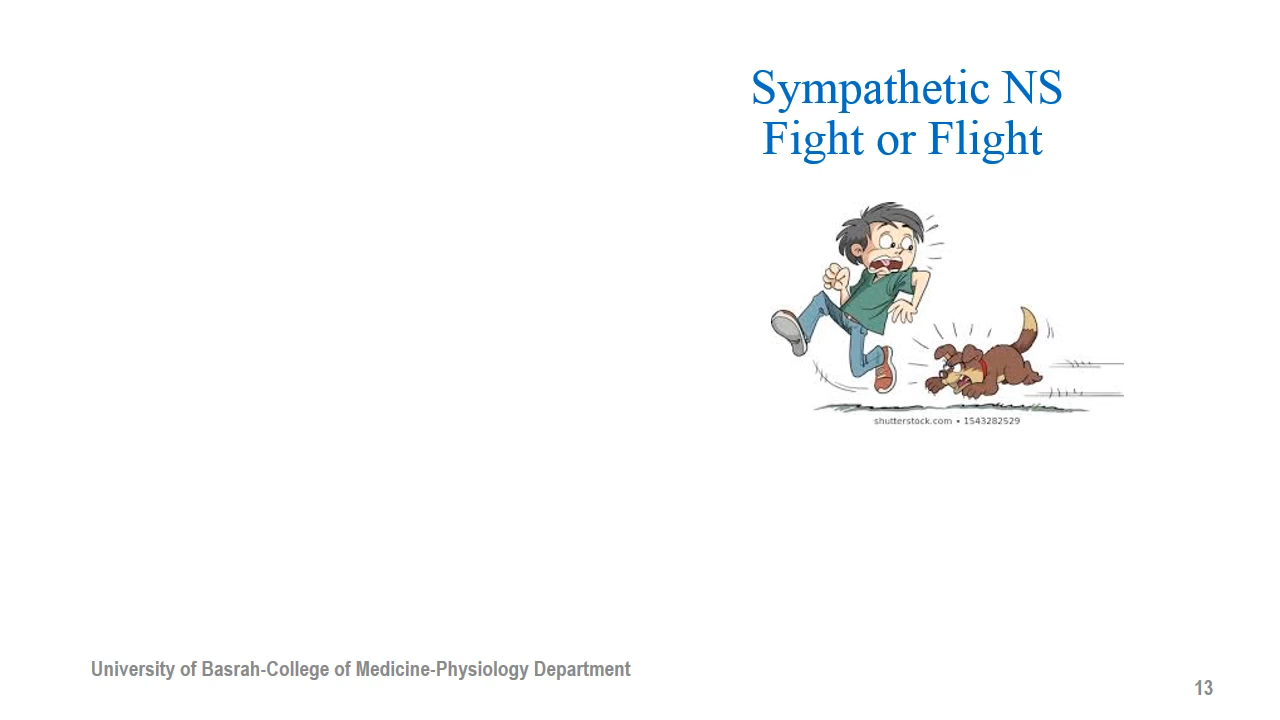 Sympathetic NS
Fight or Flight
shutterstock.com • 1543282529
University of Basrah-College of Medicine-Physiology Department
13